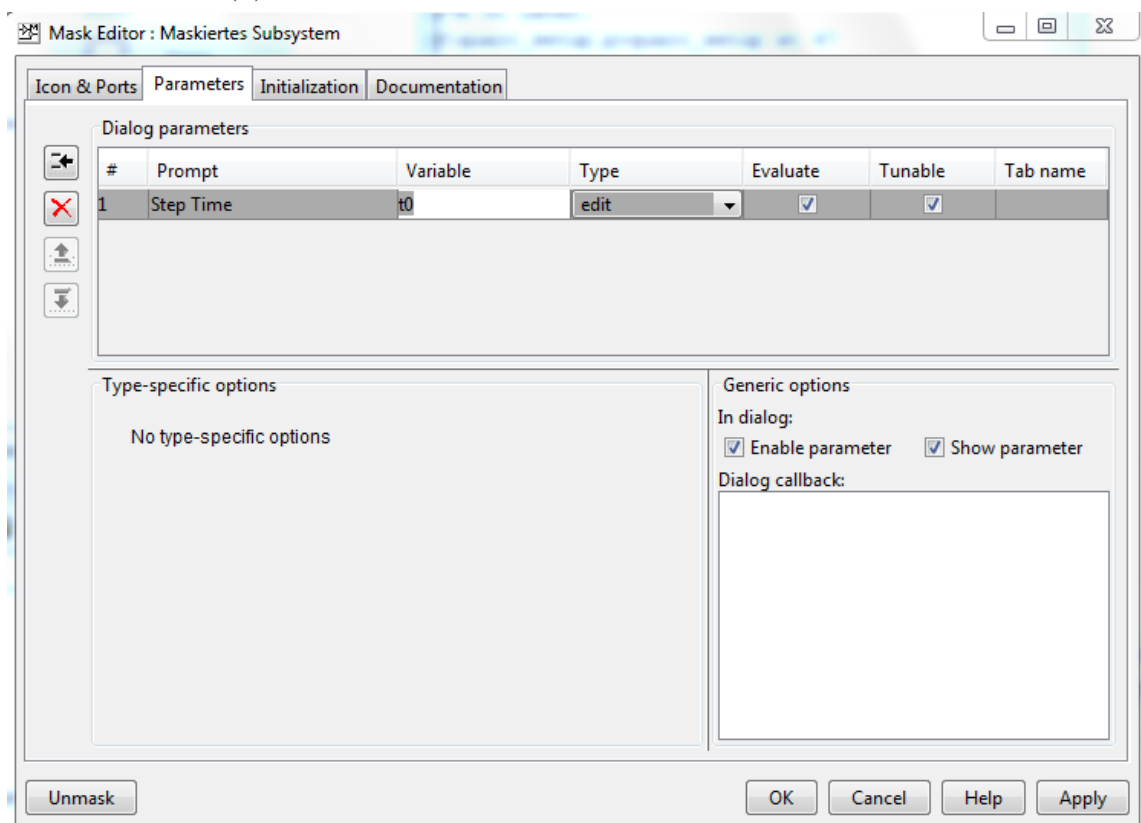 Mask Editor : Maskiertes Subsystem
Icon & Ports Parameters Initialization Documentation
Dialog parameters
# Prompt Variable Type Evaluate Tunable Tab name
1 Step Time t0 edit
Type-specific options
No type-specific options
Generic options
In dialog:
Enable parameter Show parameter
Dialog callback:
Unmask OK Cancel Help Apply